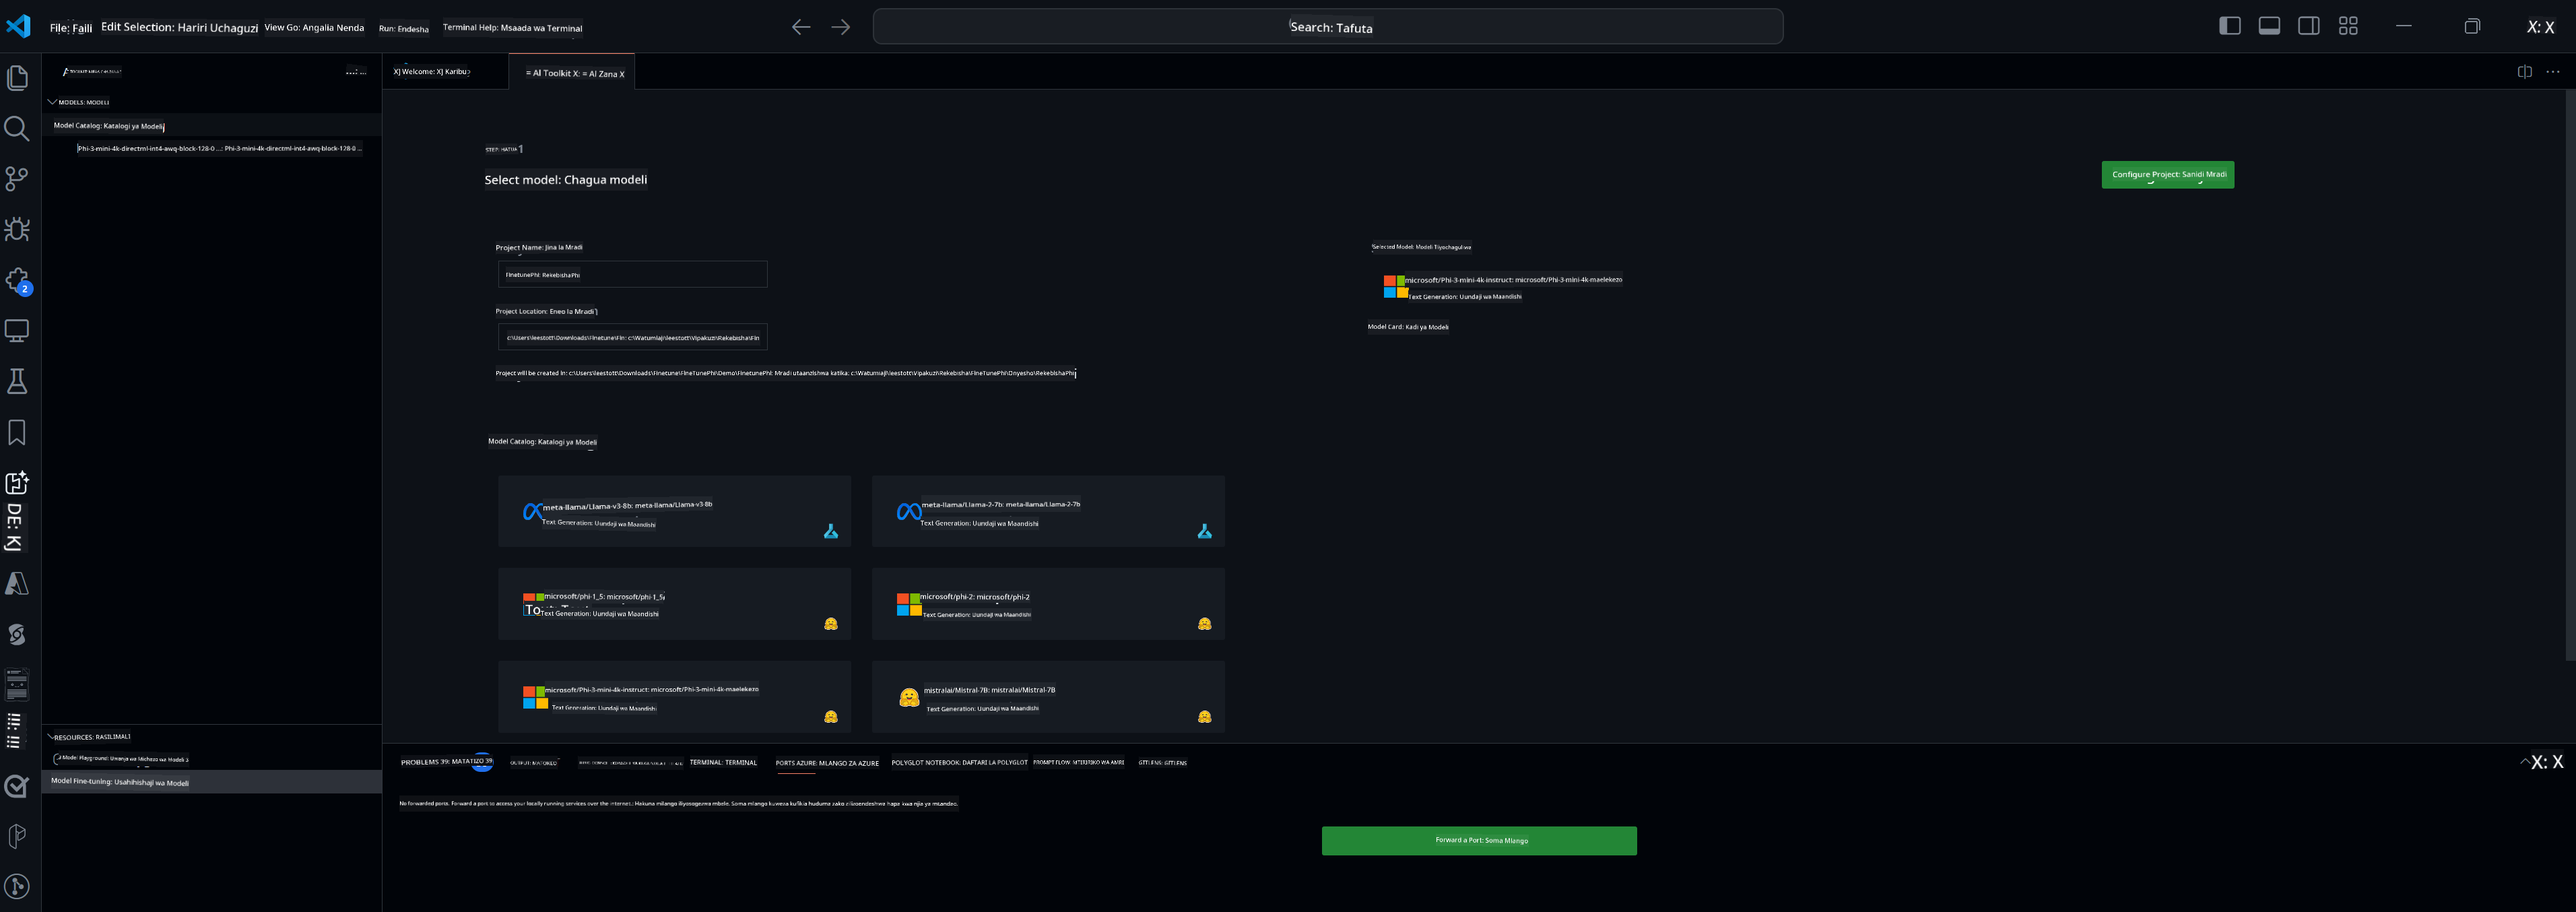 File: Faili
Edit Selection: Hariri Uchaguzi
View Go: Angalia Nenda
Run: Endesha
Terminal Help: Msaada wa Terminal
Search: Tafuta
X: X
X] Welcome: X] Karibu
= AI Toolkit X: = AI Zana X
MODELS: MODELI
Model Catalog: Katalogi ya Modeli
Phi-3-mini-4k-directml-int4-awq-block-128-0 ...: Phi-3-mini-4k-directml-int4-awq-block-128-0 ...
2
DE: KJ
STEP: HATUA 1
Select model: Chagua modeli
Configure Project: Sanidi Mradi
Project Name: Jina la Mradi
FinetunePhi: RekebishaPhi
Project Location: Eneo la Mradi
c:\Users\leestott\Downloads\Finetune\Fin: c:\Watumiaji\leestott\Vipakuzi\Rekebisha\Fin
Project will be created in: c:\Users\leestott\Downloads\Finetune\FineTunePhi\Demo\FinetunePhi: Mradi utaanzishwa katika: c:\Watumiaji\leestott\Vipakuzi\Rekebisha\FineTunePhi\Onyesho\RekebishaPhi
Selected Model: Modeli Iliyochaguliwa
microsoft/Phi-3-mini-4k-instruct: microsoft/Phi-3-mini-4k-maelekezo
Text Generation: Uundaji wa Maandishi
Model Card: Kadi ya Modeli
Model Catalog: Katalogi ya Modeli
meta-llama/Llama-v3-8b: meta-llama/Llama-v3-8b
Text Generation: Uundaji wa Maandishi
meta-llama/Llama-2-7b: meta-llama/Llama-2-7b
Text Generation: Uundaji wa Maandishi
microsoft/phi-1_5: microsoft/phi-1_5
Text Generation: Uundaji wa Maandishi
microsoft/phi-2: microsoft/phi-2
Text Generation: Uundaji wa Maandishi
microsoft/Phi-3-mini-4k-instruct: microsoft/Phi-3-mini-4k-maelekezo
Text Generation: Uundaji wa Maandishi
mistralai/Mistral-7B: mistralai/Mistral-7B
Text Generation: Uundaji wa Maandishi
RESOURCES: RASILIMALI
Model Playground: Uwanja wa Michezo wa Modeli
Model Fine-tuning: Usahihishaji wa Modeli
PROBLEMS 39: MATATIZO 39
OUTPUT: MATOKEO
TERMINAL: TERMINAL
PORTS AZURE: MLANGO ZA AZURE
POLYGLOT NOTEBOOK: DAFTARI LA POLYGLOT
PROMPT FLOW: MTIRIRIKO WA AMRI
GITLENS: GITLENS
X: X
No forwarded ports. Forward a port to access your locally running services over the internet.: Hakuna milango iliyosogezwa mbele. Soma mlango kuweza kufikia huduma zako zilizoendeshwa hapa kwa njia ya mtandao.
Forward a Port: Soma Mlango